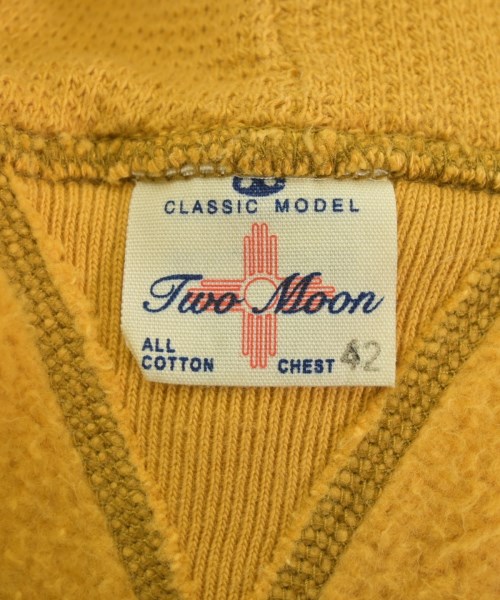 CLASSIC MODEL
Two Moon
ALL
COTTON CHEST 42